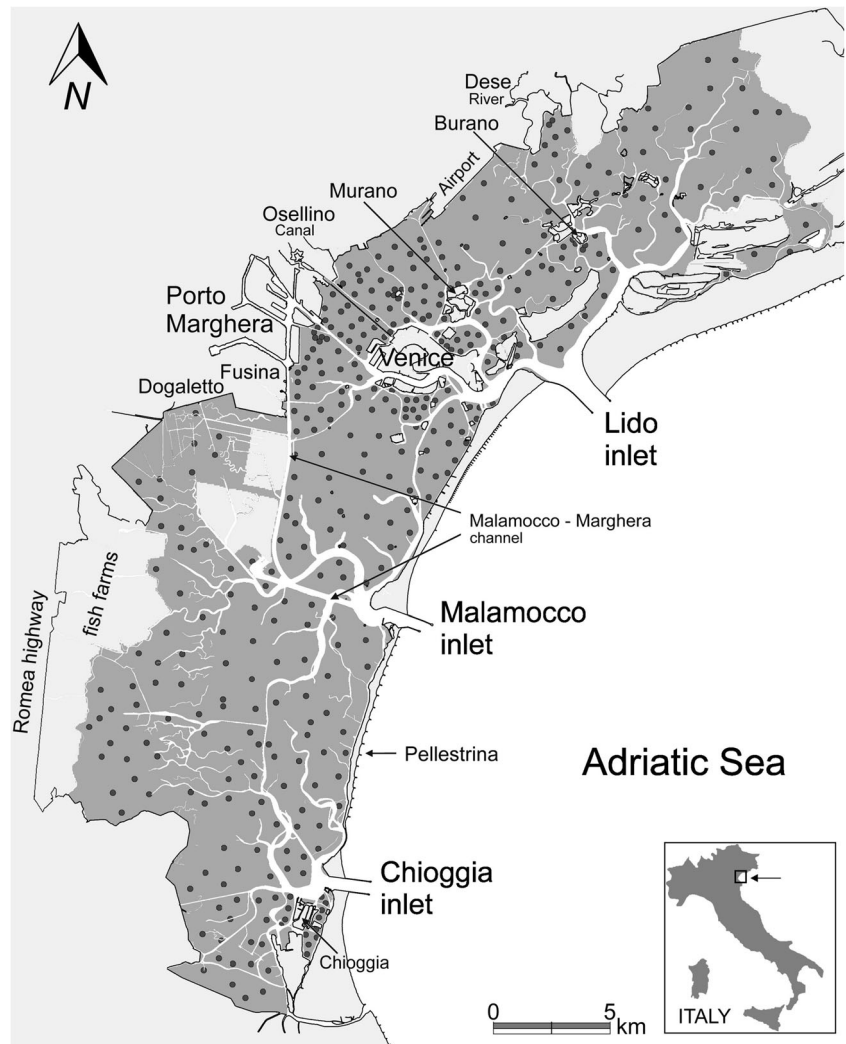 N
Dese
River
Burano
Airport
Murano
Osellino
Canal
Porto
Marghera
Venice
Fusina
Dogaletto
Lido
inlet
Malamocco - Marghera
channel
fish farms
Romea highway
Malamocco
inlet
Pellestrina
Adriatic Sea
Chioggia
inlet
Chioggia
0 5
km
ITALY